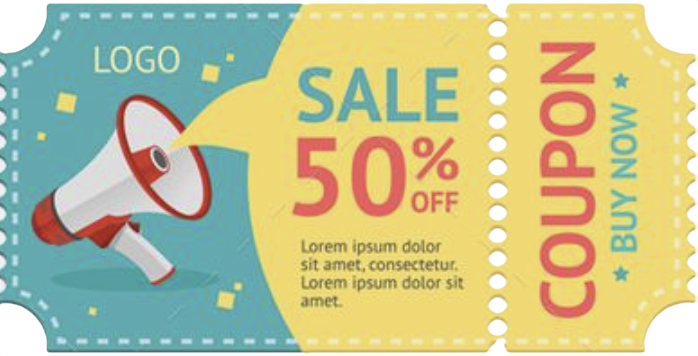 LOGO
SALE
50%
OFF
Lorem ipsum dolor
sit amet, consectetur.
Lorem ipsum dolor sit
amet.
COUPON
★ BUY NOW ★